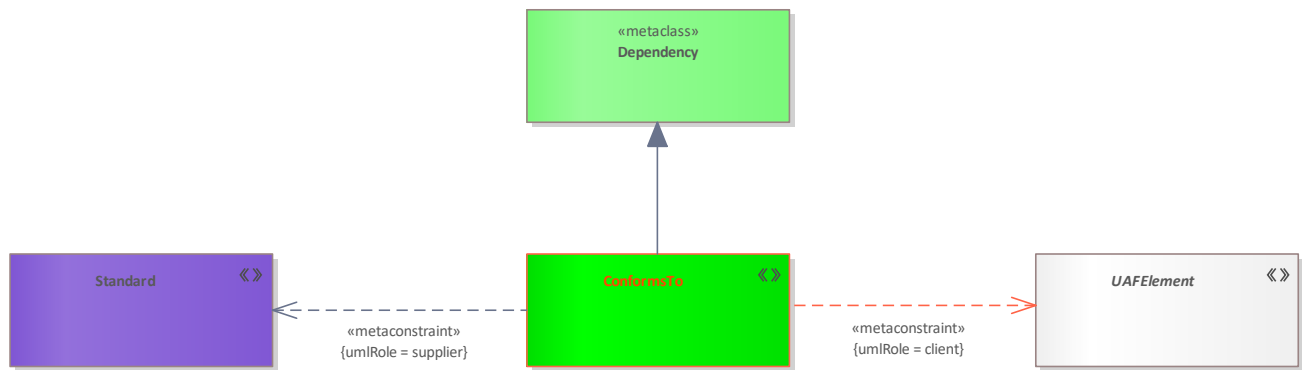 «metaclass»
Dependency
Standard
«»
ConformsTo
«»
UAFElement
«»
«metaconstraint»
{umlRole = supplier}
«metaconstraint»
{umlRole = client}